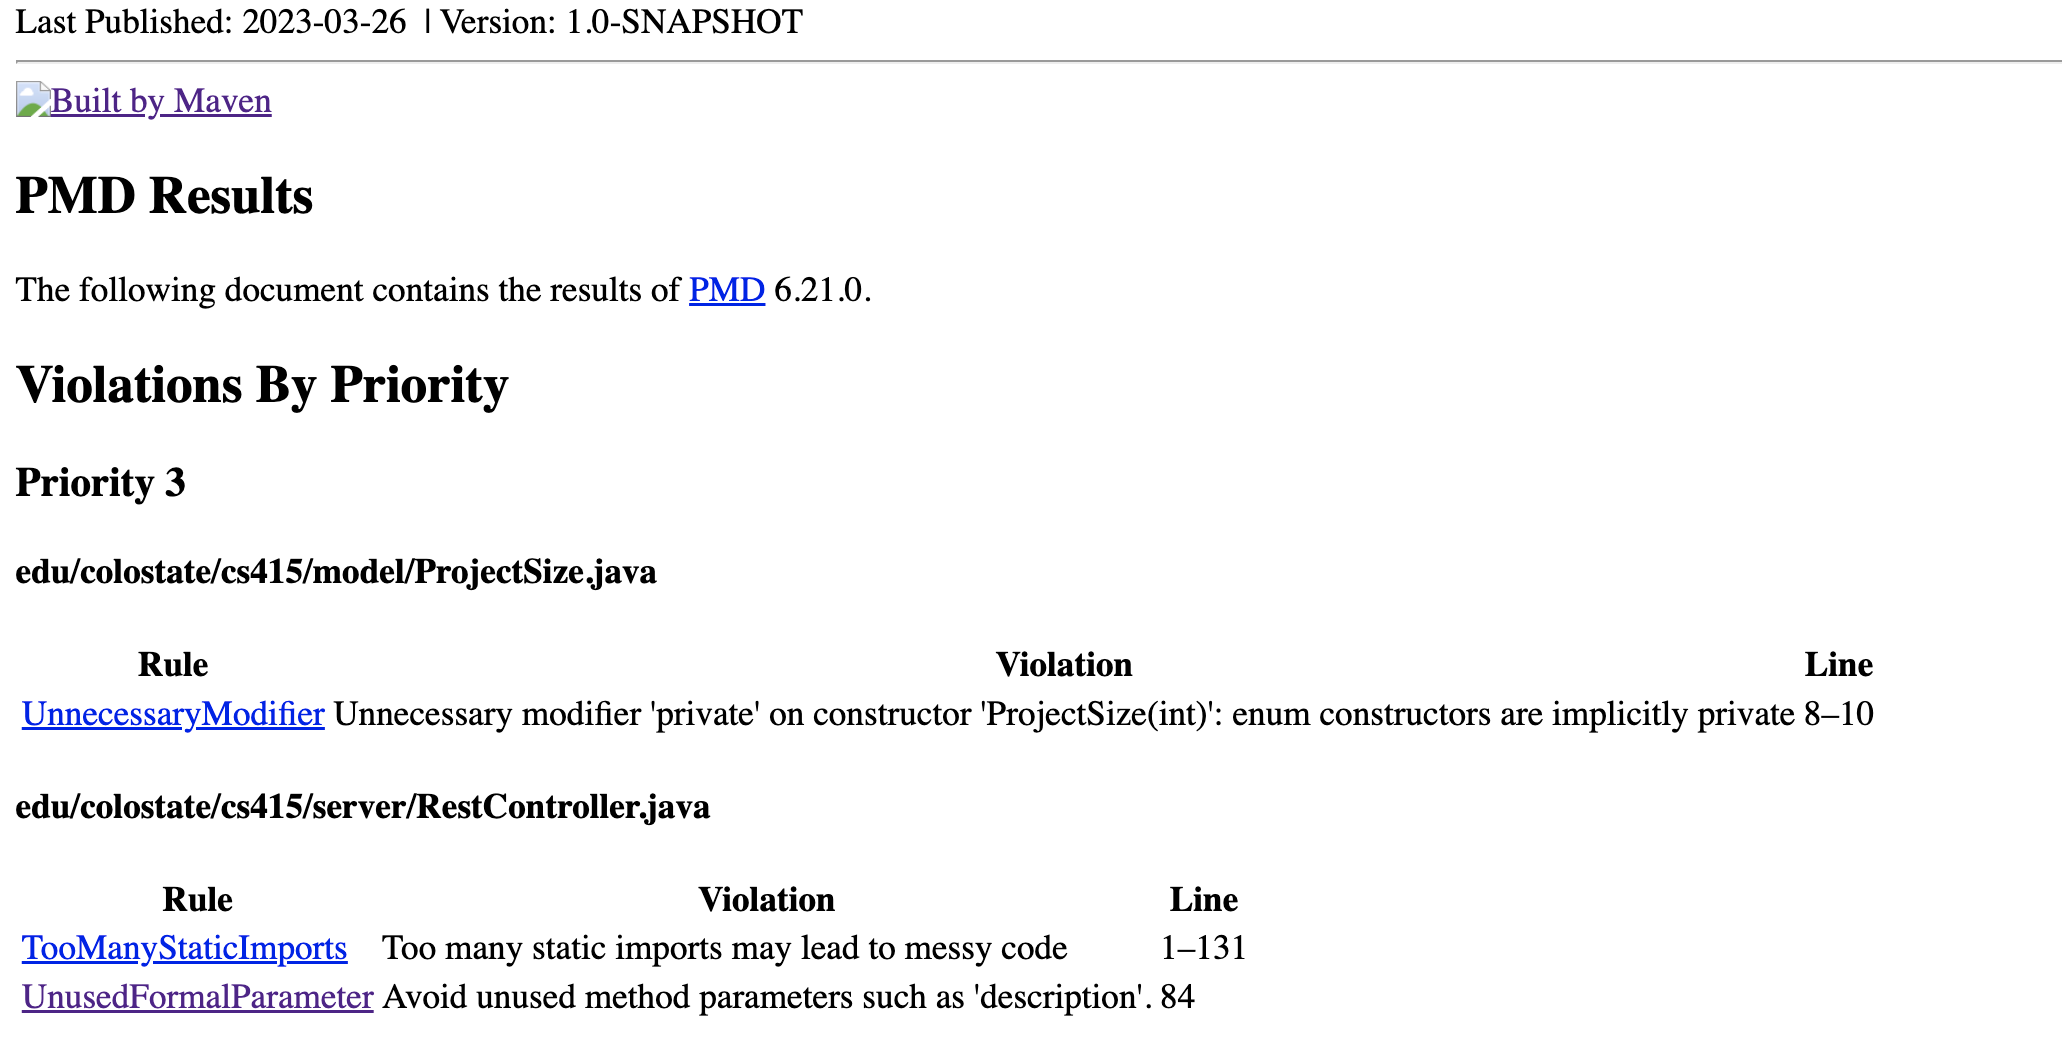 Last Published: 2023-03-26 | Version: 1.0-SNAPSHOT
Built by Maven
PMD Results
The following document contains the results of PMD 6.21.0.
Violations By Priority
Priority 3
edu/colostate/cs415/model/ProjectSize.java
Rule Violation Line
UnnecessaryModifier Unnecessary modifier 'private' on constructor 'ProjectSize(int)': enum constructors are implicitly private 8–10
edu/colostate/cs415/server/RestController.java
Rule Violation Line
TooManyStaticImports Too many static imports may lead to messy code 1–131
UnusedFormalParameter Avoid unused method parameters such as 'description'. 84